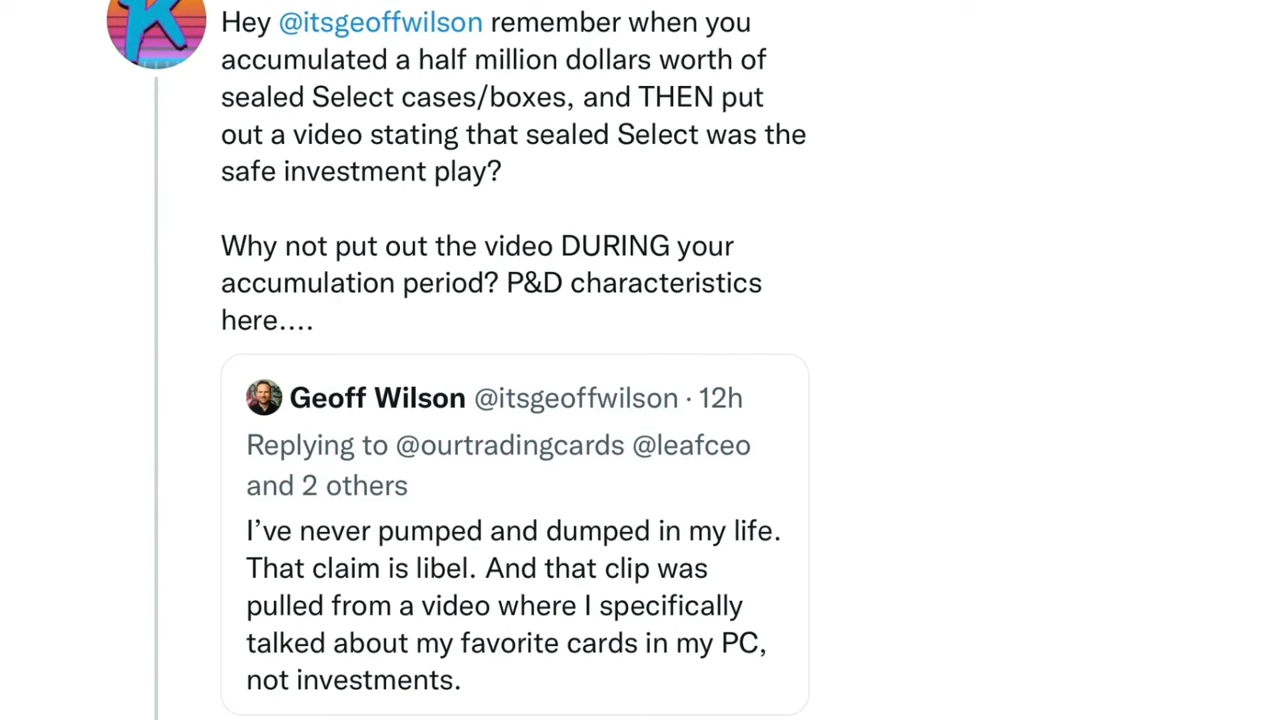 Hey @itsgeoffwilson remember when you
accumulated a half million dollars worth of
sealed Select cases/boxes, and THEN put
out a video stating that sealed Select was the
safe investment play?
Why not put out the video DURING your
accumulation period? P&D characteristics
here....
Geoff Wilson @itsgeoffwilson · 12h
Replying to @ourtradingcards @leafceo
and 2 others
I’ve never pumped and dumped in my life.
That claim is libel. And that clip was
pulled from a video where I specifically
talked about my favorite cards in my PC,
not investments.